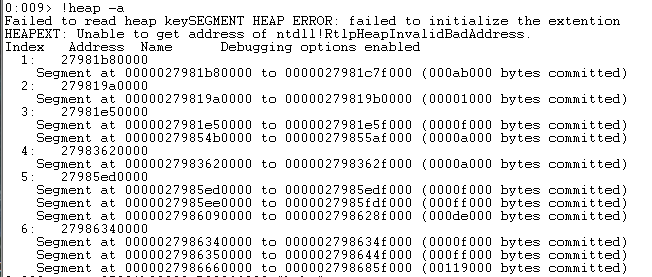 0:009> !heap -a
Failed to read heap keySEGMENT HEAP ERROR: failed to initialize the extention
HEAPEXT: Unable to get address of ntdll!RtlpHeapInvalidBadAddress.
Index   Address  Name      Debugging options enabled
  1:   27981b80000
    Segment at 0000027981b80000 to 0000027981c7f000 (000ab000 bytes committed)
  2:   279819a0000
    Segment at 00000279819a0000 to 00000279819b0000 (00001000 bytes committed)
  3:   27981e50000
    Segment at 0000027981e50000 to 0000027981e5f000 (0000f000 bytes committed)
    Segment at 00000279854b0000 to 00000279855af000 (0000a000 bytes committed)
  4:   27983620000
    Segment at 0000027983620000 to 000002798362f000 (0000a000 bytes committed)
  5:   27985ed0000
    Segment at 0000027985ed0000 to 0000027985edf000 (0000f000 bytes committed)
    Segment at 0000027985ee0000 to 0000027985fdf000 (000ff000 bytes committed)
    Segment at 0000027986090000 to 000002798628f000 (000de000 bytes committed)
  6:   27986340000
    Segment at 0000027986340000 to 000002798634f000 (0000f000 bytes committed)
    Segment at 0000027986350000 to 000002798644f000 (000ff000 bytes committed)
    Segment at 0000027986660000 to 000002798685f000 (00119000 bytes committed)